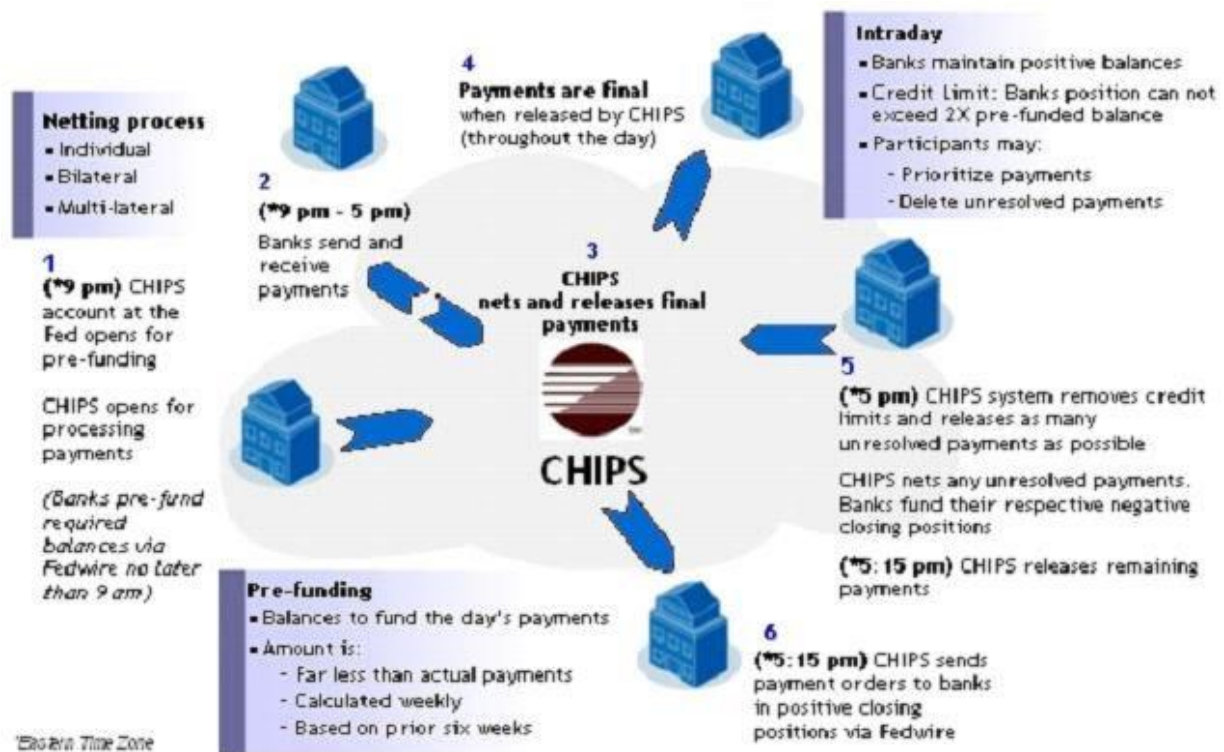 Netting process
▪ Individual
▪ Bilateral
▪ Multi-lateral
1
(*9 pm) CHIPS
account at the
Fed opens for
pre-funding
CHIPS opens for
processing
payments
(Banks pre-fund
required
balances via
Fedwire no later
than 9 am)
2
(*9 pm - 5 pm)
Banks send and
receive
payments
3
CHIPS
nets and releases final
payments
CHIPS
4
Payments are final
when released by CHIPS
(throughout the day)
Intraday
▪ Banks maintain positive balances
▪ Credit Limit: Banks position can not
exceed 2X pre-funded balance
▪ Participants may:
- Prioritize payments
- Delete unresolved payments
5
(*5 pm) CHIPS system removes credit
limits and releases as many
unresolved payments as possible
CHIPS nets any unresolved payments.
Banks fund their respective negative
closing positions
(*5:15 pm) CHIPS releases remaining
payments
6
(*5:15 pm) CHIPS sends
payment orders to banks
in positive closing
positions via Fedwire
Pre-funding
▪ Balances to fund the day's payments
▪ Amount is:
- Far less than actual payments
- Calculated weekly
- Based on prior six weeks
*Eastern Time Zone